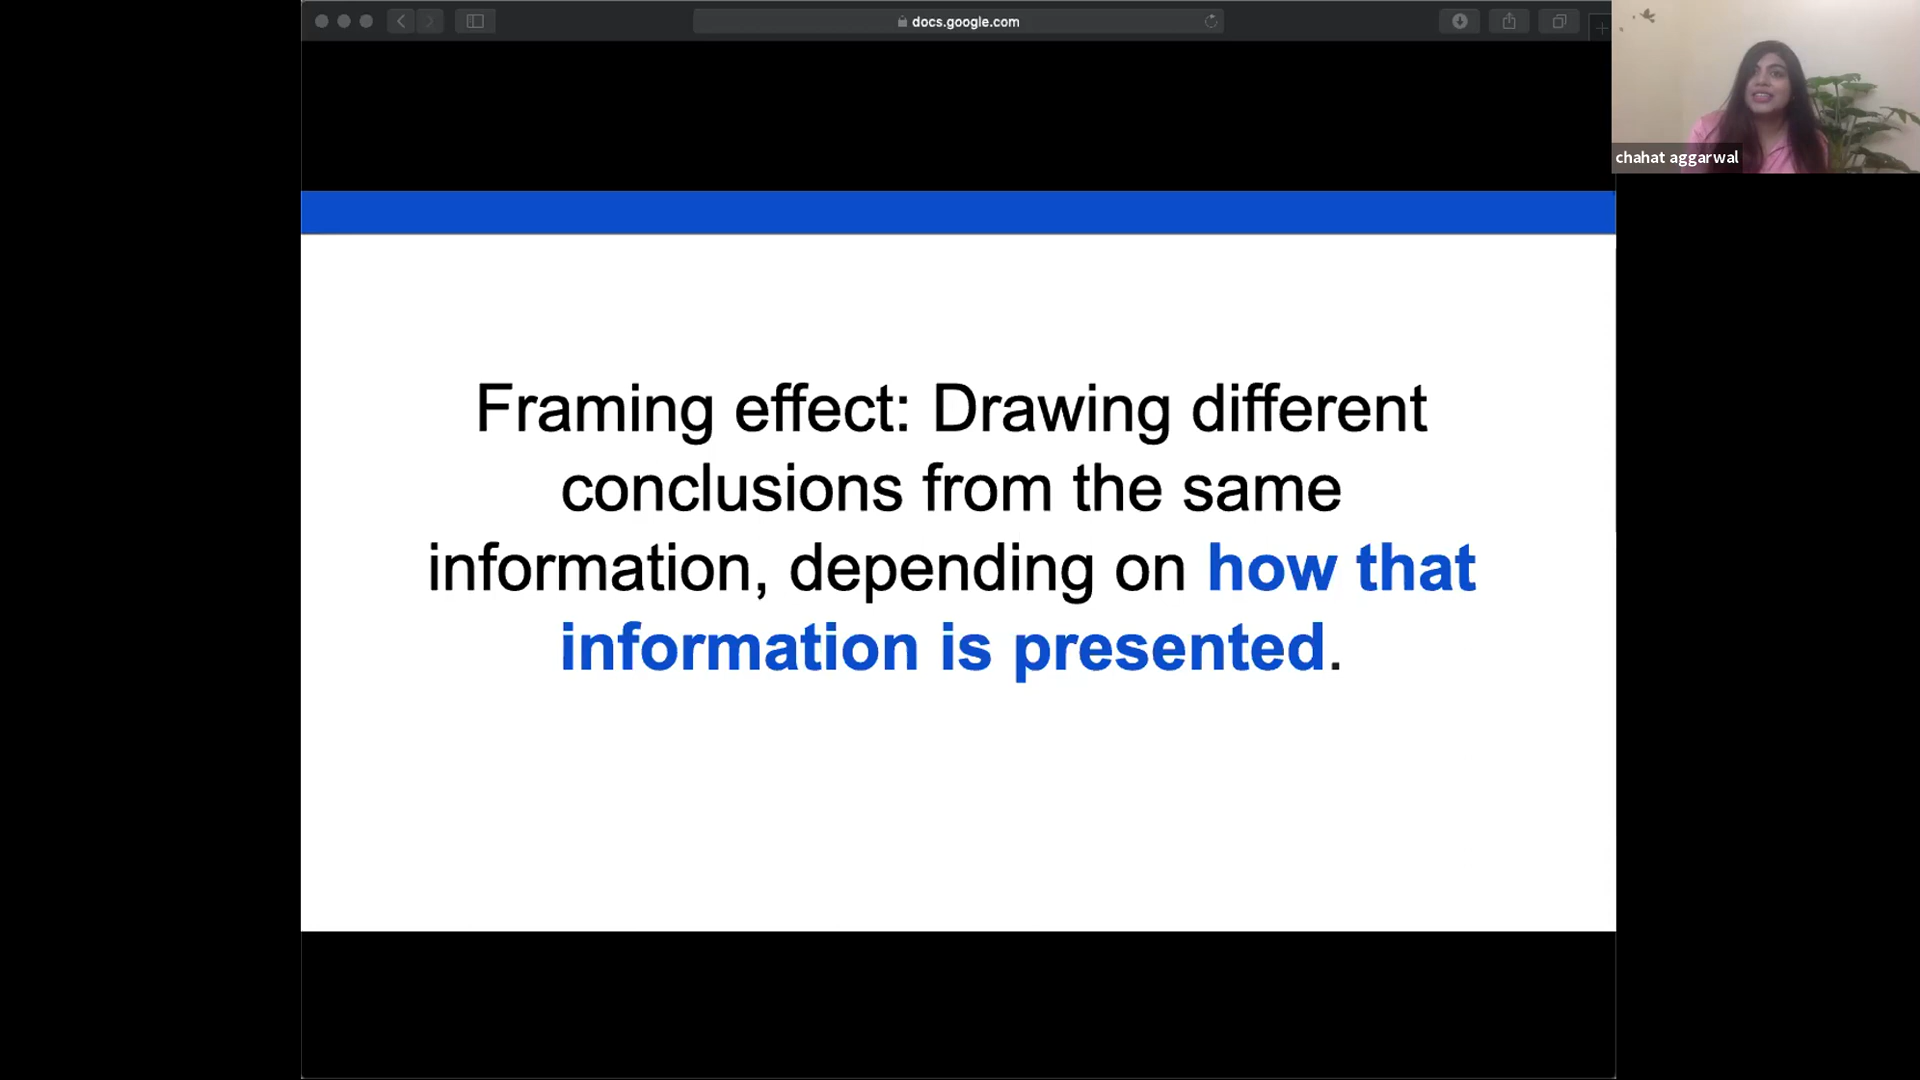 docs.google.com
chahat aggarwal
Framing effect: Drawing different
conclusions from the same
information, depending on how that
information is presented.